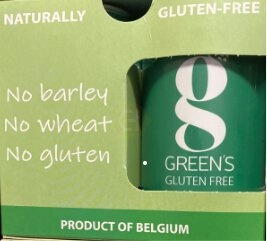 NATURALLY GLUTEN-FREE
No barley
No wheat
No gluten
g
GREEN'S
GLUTEN FREE
PRODUCT OF BELGIUM